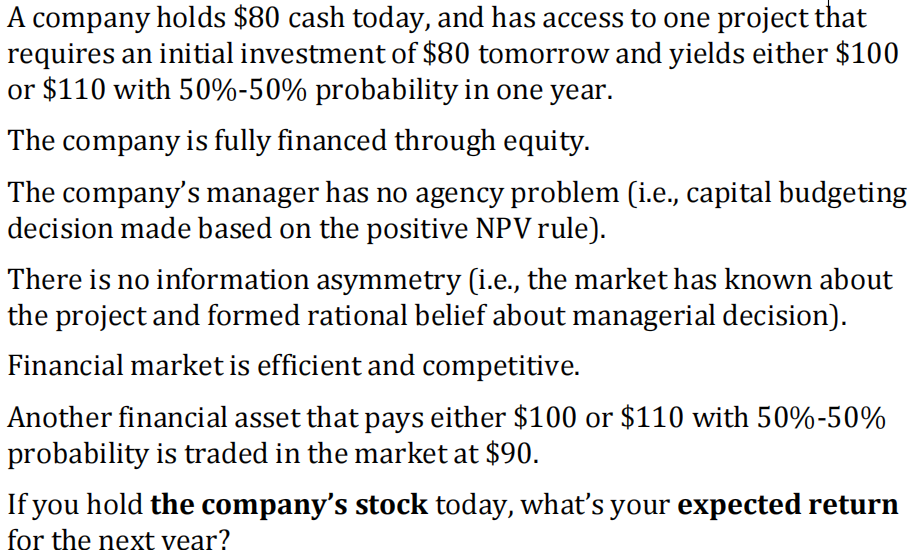 A company holds $80 cash today, and has access to one project that
requires an initial investment of $80 tomorrow and yields either $100
or $110 with 50%-50% probability in one year.
The company is fully financed through equity.
The company's manager has no agency problem (i.e., capital budgeting
decision made based on the positive NPV rule).
There is no information asymmetry (i.e., the market has known about
the project and formed rational belief about managerial decision).
Financial market is efficient and competitive.
Another financial asset that pays either $100 or $110 with 50%-50%
probability is traded in the market at $90.
If you hold the company's stock today, what's your expected return
for the next year?